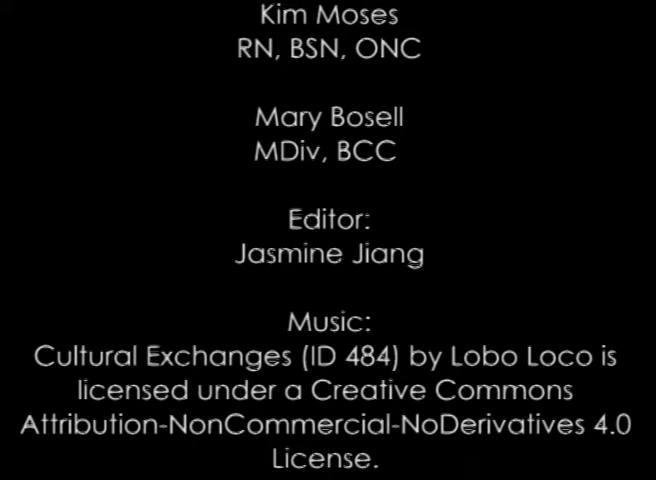 Kim Moses
RN, BSN, ONC
Mary Bosell
MDiv, BCC
Editor:
Jasmine Jiang
Music:
Cultural Exchanges (ID 484) by Lobo Loco is
licensed under a Creative Commons
Attribution-NonCommercial-NoDerivatives 4.0
License.